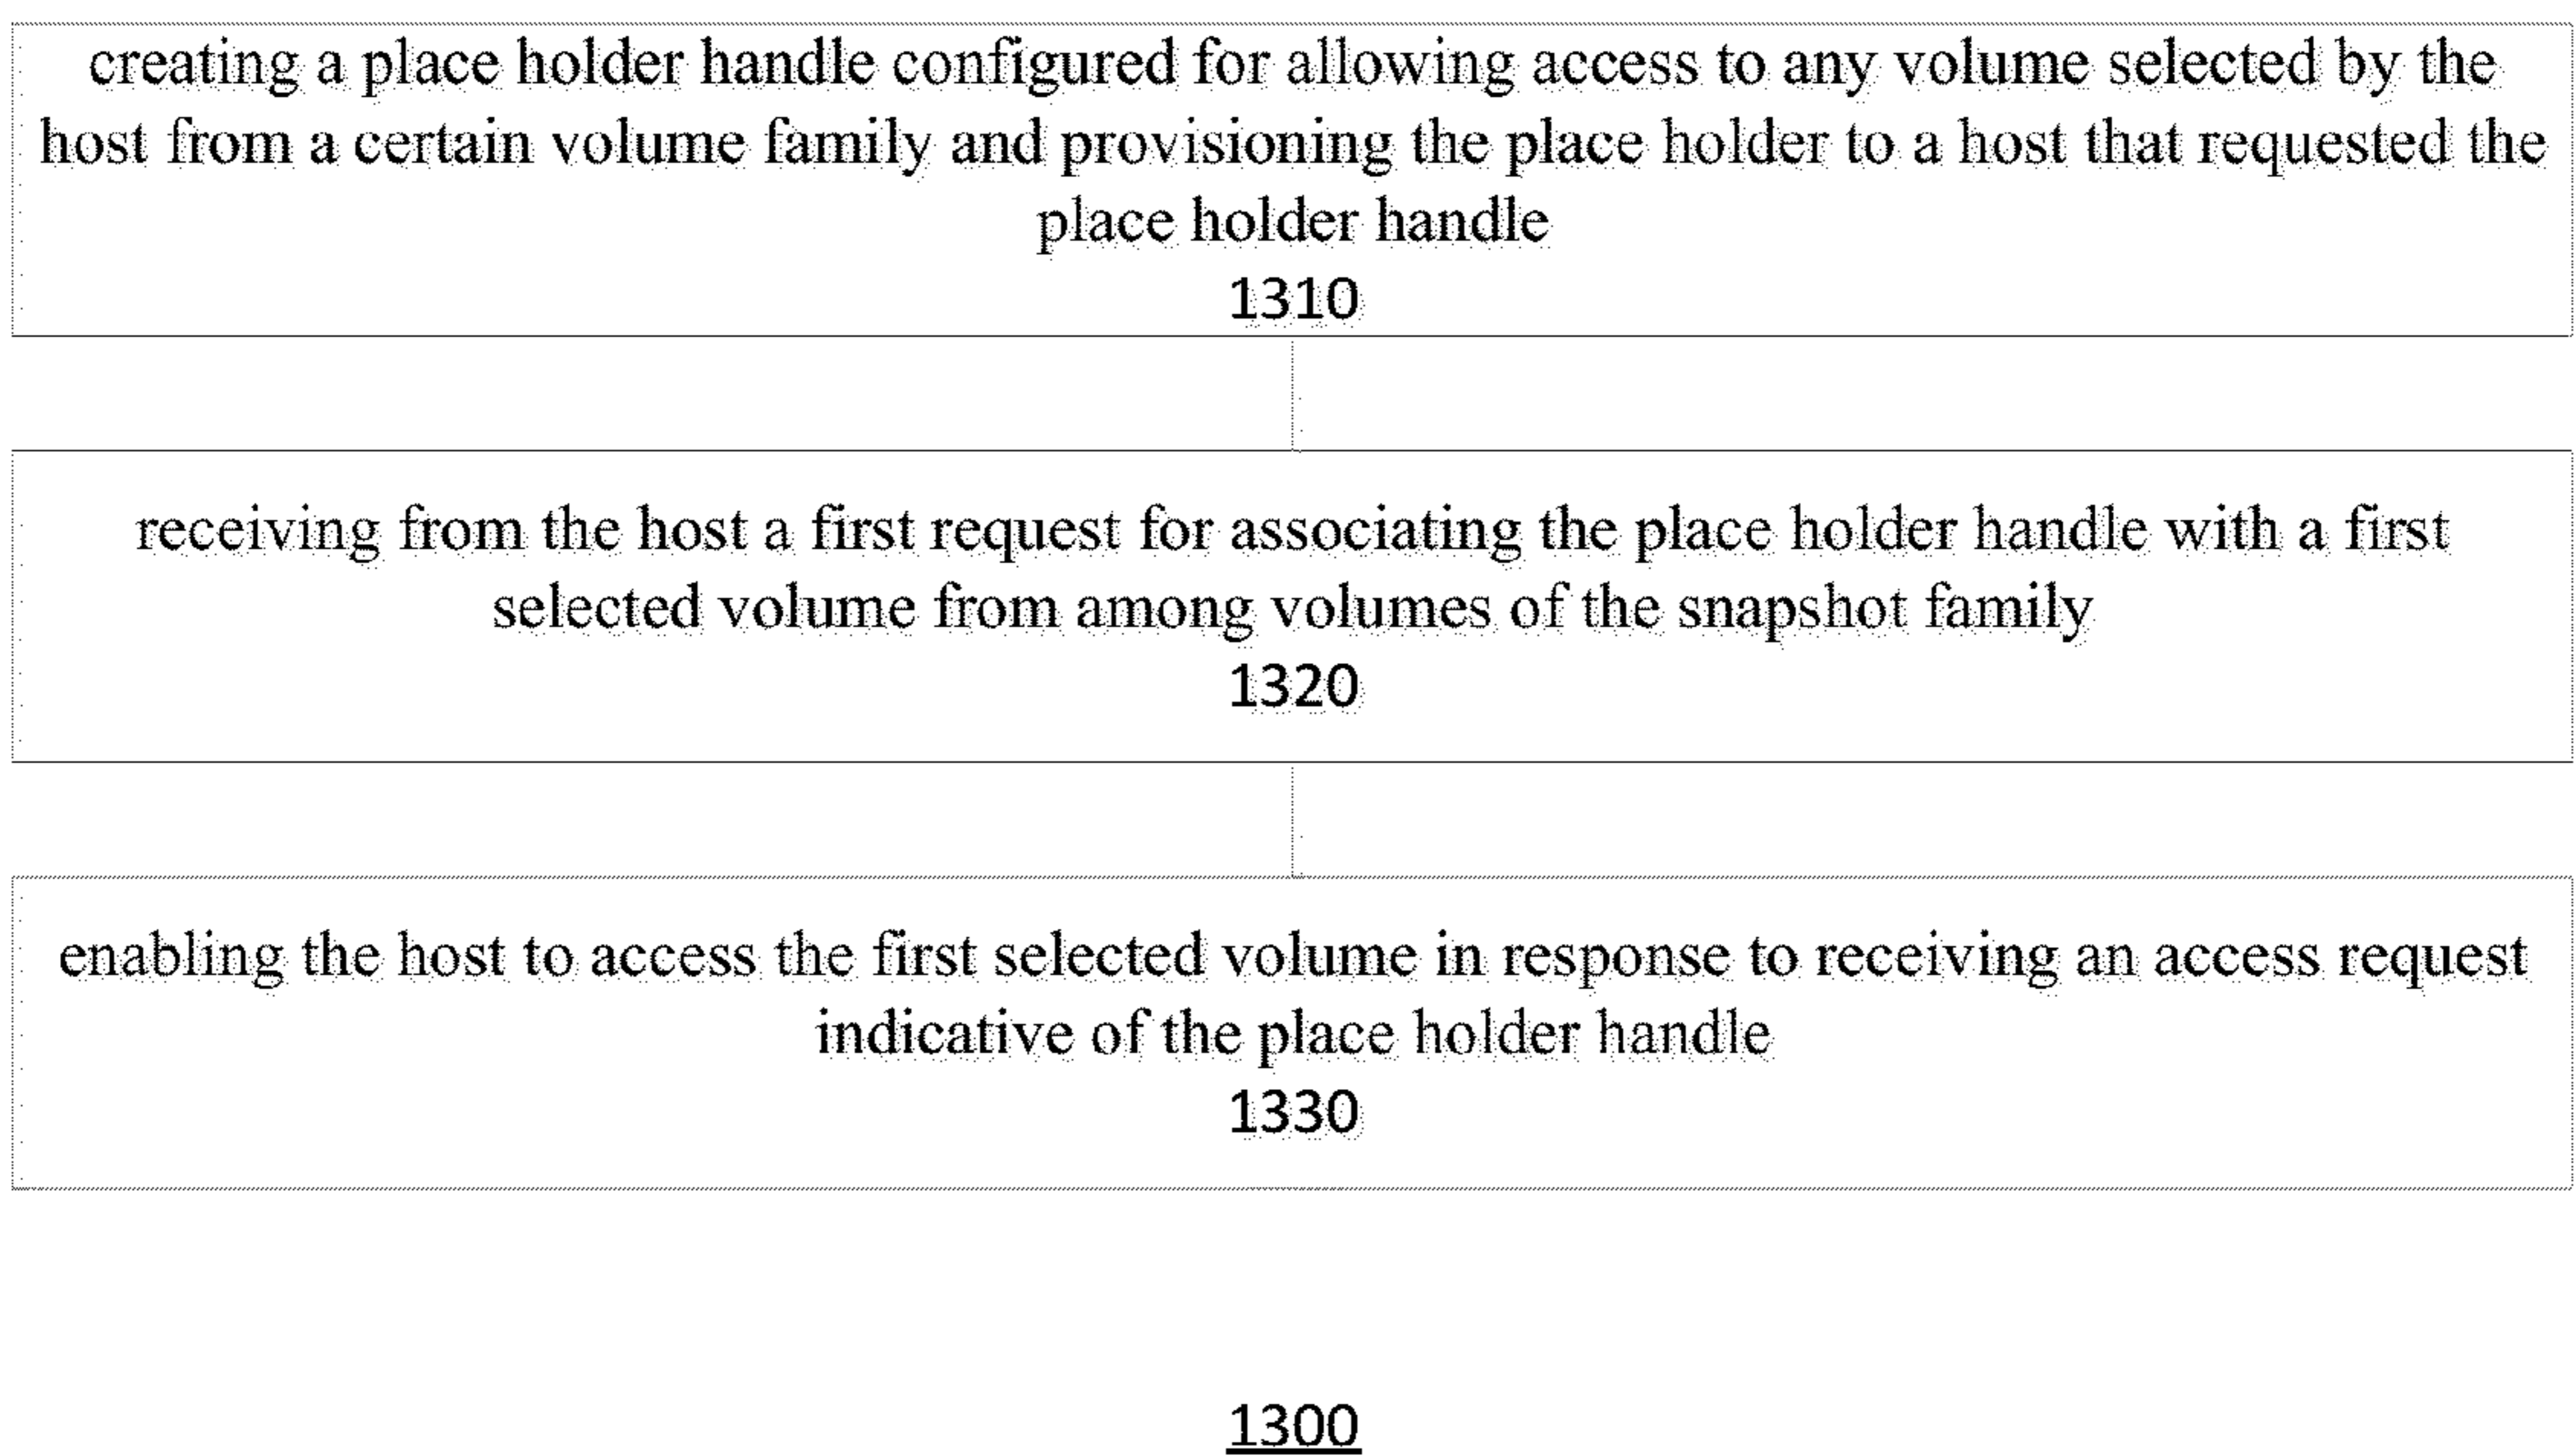 creating a place holder handle configured for allowing access to any volume selected by the
host from a certain volume family and provisioning the place holder to a host that requested the
place holder handle
1310
receiving from the host a first request for associating the place holder handle with a first
selected volume from among volumes of the snapshot family
1320
enabling the host to access the first selected volume in response to receiving an access request
indicative of the place holder handle
1330
1300